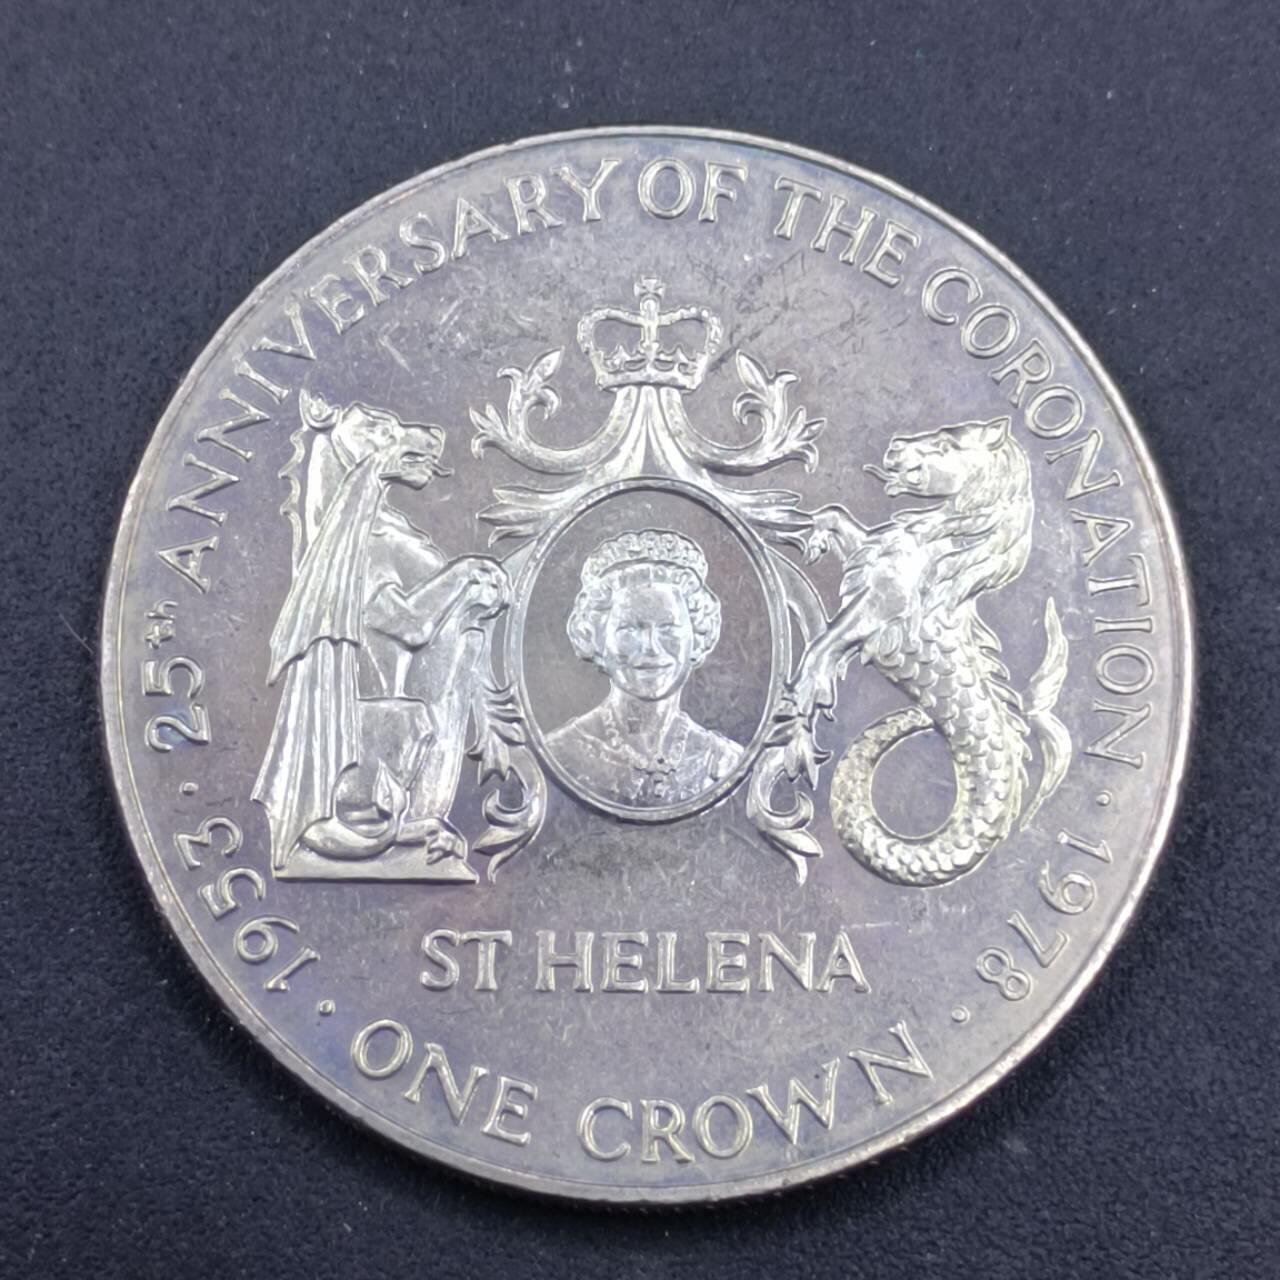 1953 · 25th ANNIVERSARY OF THE CORONATION · 1978 ·
ST HELENA
ONE CROWN ·